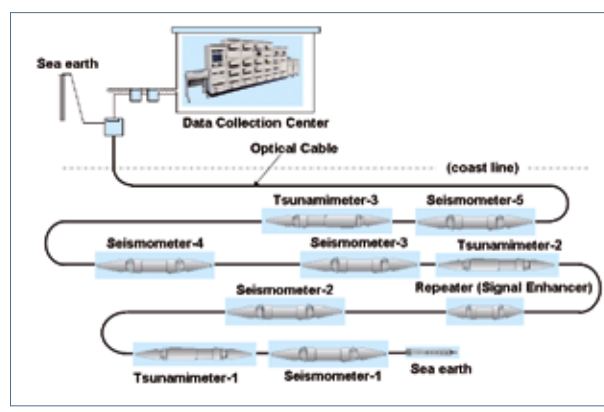 Sea earth
Data Collection Center
Optical Cable
(coast line)
Tsunamimeter-3
Seismometer-5
Seismometer-4
Seismometer-3
Tsunamimeter-2
Seismometer-2
Repeater (Signal Enhancer)
Tsunamimeter-1
Seismometer-1
Sea earth